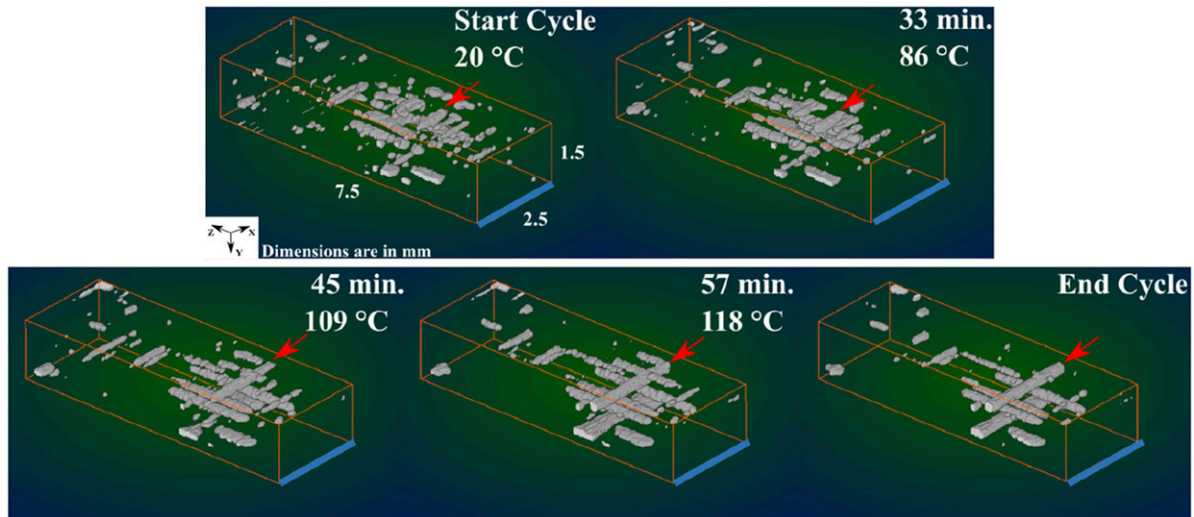 Start Cycle
20 °C
33 min.
86 °C
1.5
7.5
2.5
Z X
Y
Dimensions are in mm
45 min.
109 °C
57 min.
118 °C
End Cycle